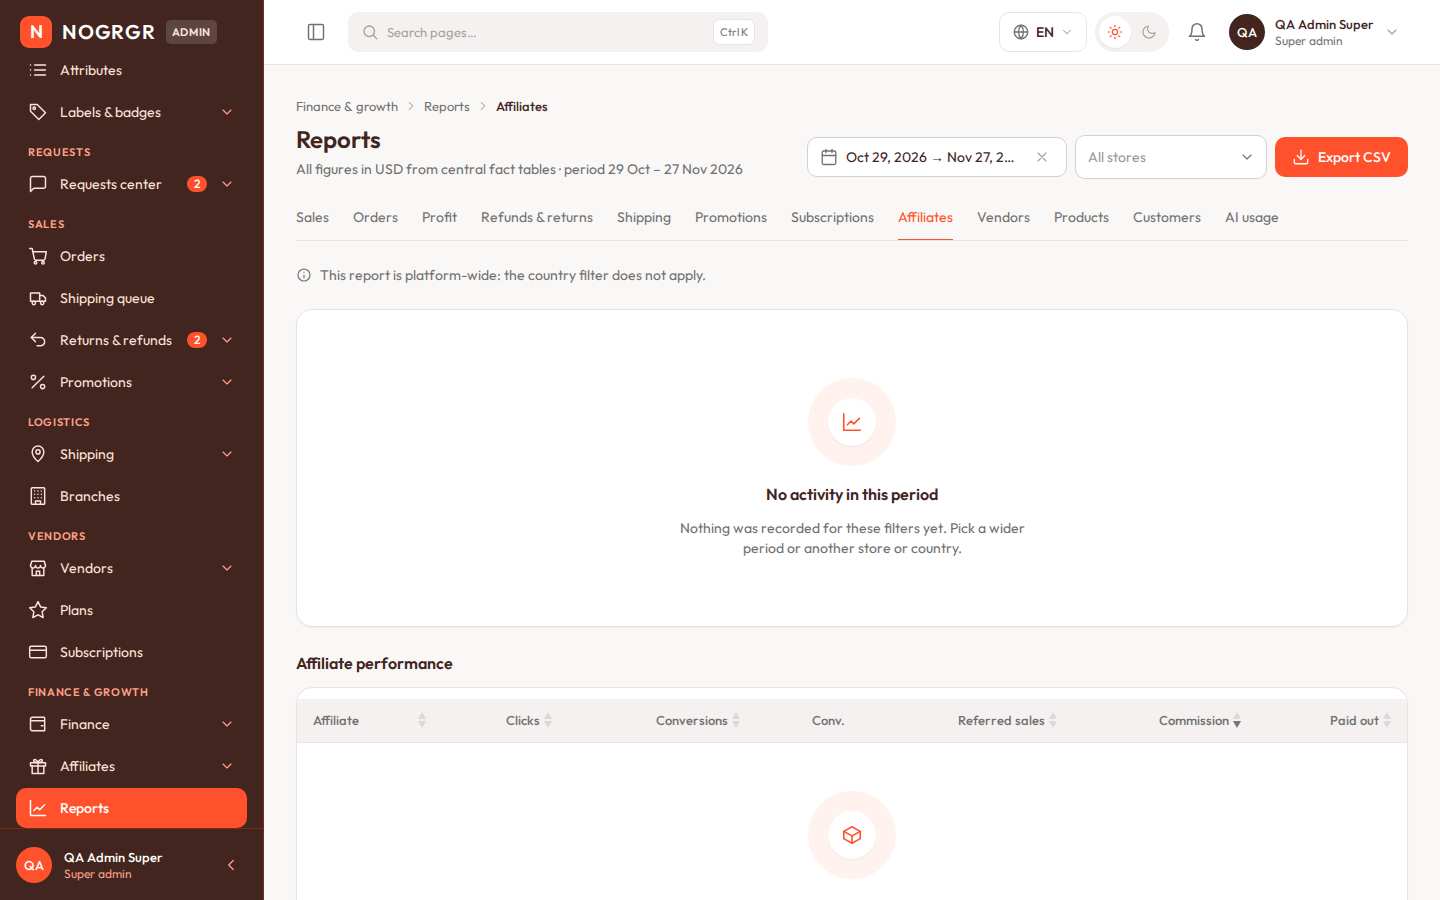 N NOGRGR ADMIN
Search pages...
Ctrl K
EN
QA
QA Admin Super
Super admin
Attributes
Labels & badges
REQUESTS
Requests center 2
SALES
Orders
Shipping queue
Returns & refunds 2
Promotions
LOGISTICS
Shipping
Branches
VENDORS
Vendors
Plans
Subscriptions
FINANCE & GROWTH
Finance
Affiliates
Reports
QA
QA Admin Super
Super admin
Finance & growth > Reports > Affiliates
Reports
All figures in USD from central fact tables · period 29 Oct – 27 Nov 2026
Oct 29, 2026 → Nov 27, 2...
All stores
Export CSV
Sales Orders Profit Refunds & returns Shipping Promotions Subscriptions Affiliates Vendors Products Customers AI usage
This report is platform-wide: the country filter does not apply.
No activity in this period
Nothing was recorded for these filters yet. Pick a wider
period or another store or country.
Affiliate performance
Affiliate Clicks Conversions Conv. Referred sales Commission Paid out